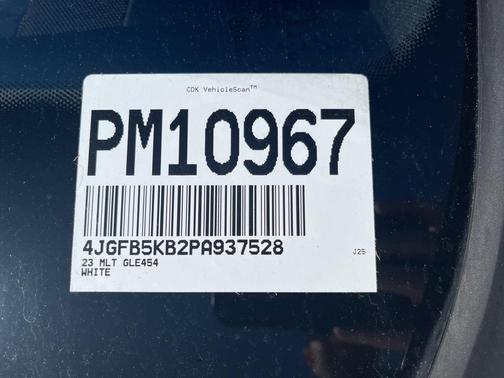 CDK VehicleScan™
PM10967
4JGFB5KB2PA937528
23 MLT GLE454
J25
WHITE